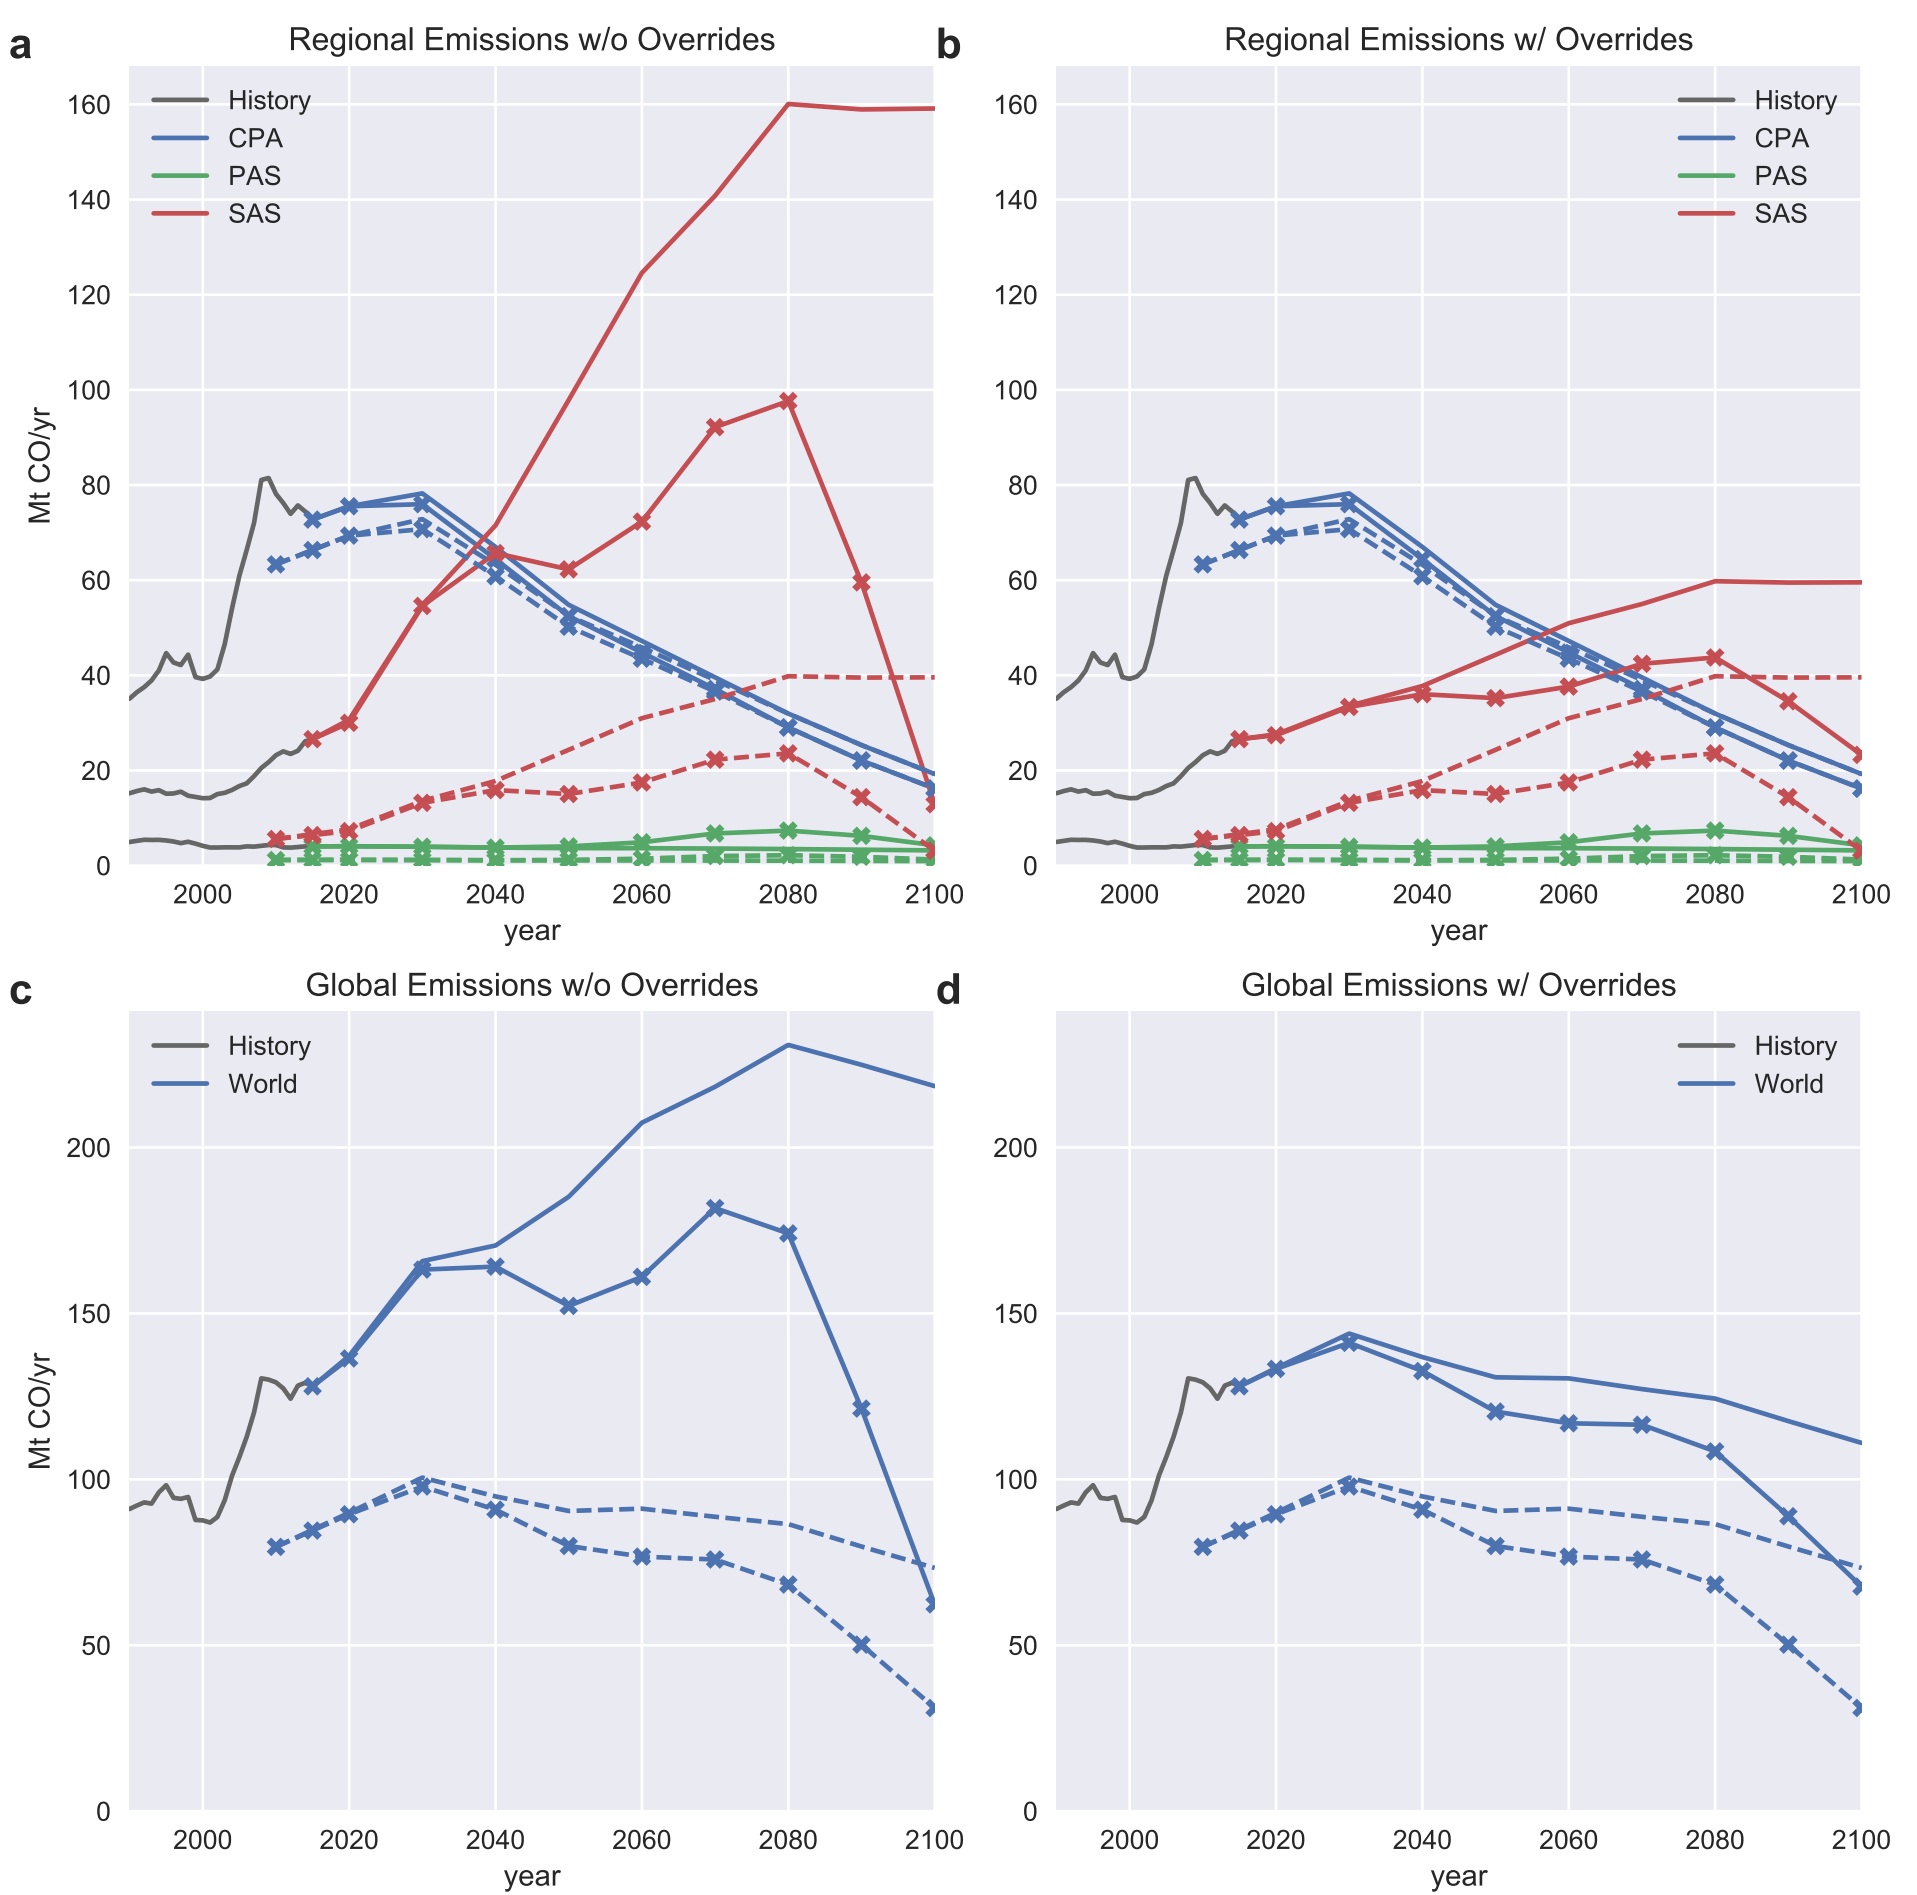 a
Regional Emissions w/o Overrides
History
CPA
PAS
SAS
160
140
120
100
80
60
40
20
0
Mt CO/yr
2000 2020 2040 2060 2080 2100
year
b
Regional Emissions w/ Overrides
History
CPA
PAS
SAS
160
140
120
100
80
60
40
20
0
2000 2020 2040 2060 2080 2100
year
c
Global Emissions w/o Overrides
History
World
200
150
100
50
0
Mt CO/yr
2000 2020 2040 2060 2080 2100
year
d
Global Emissions w/ Overrides
History
World
200
150
100
50
0
2000 2020 2040 2060 2080 2100
year